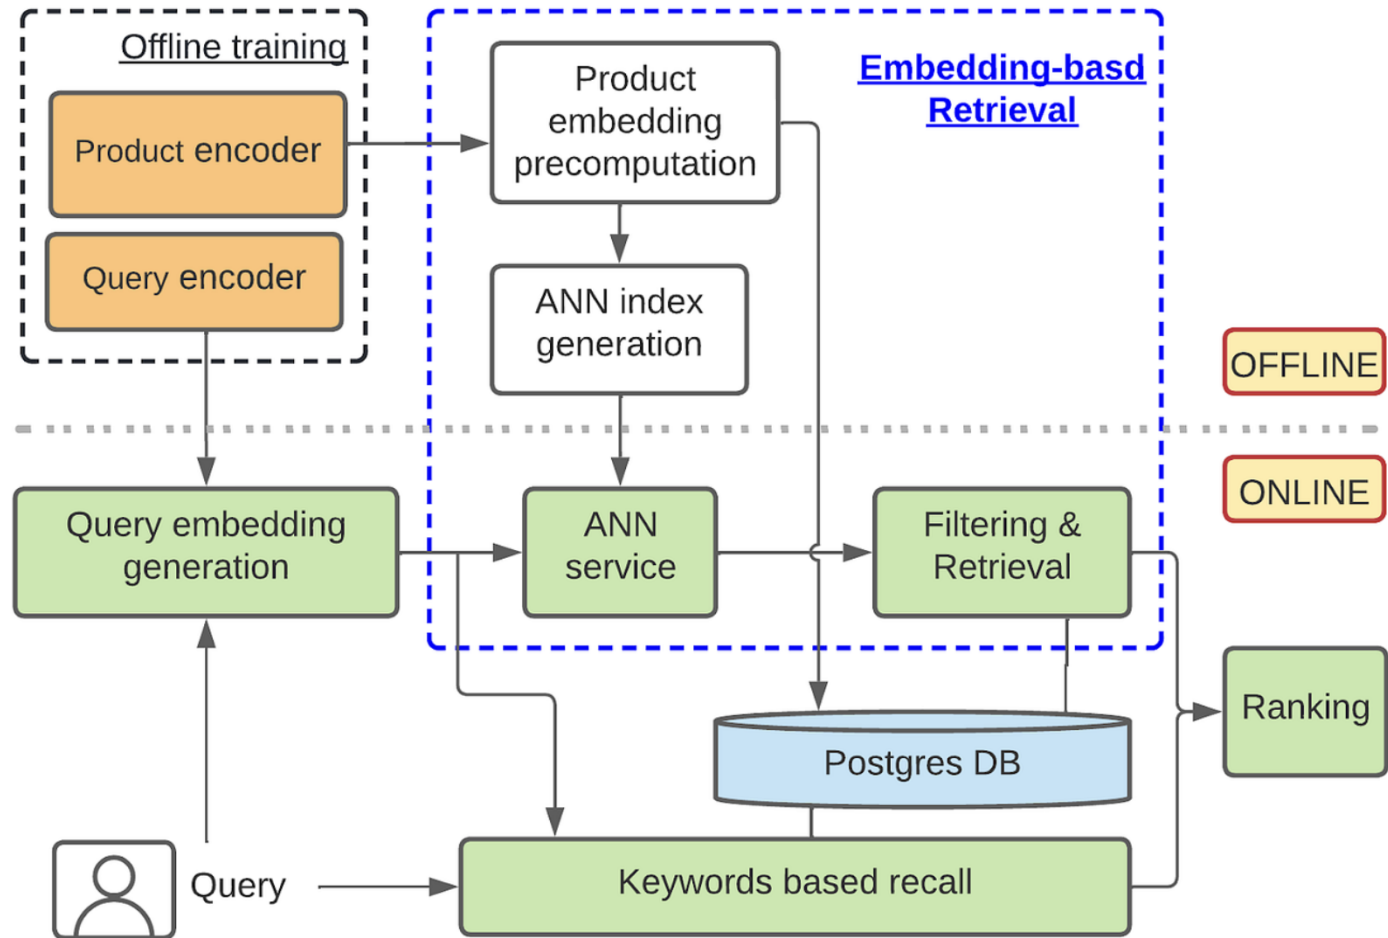 Offline training
Product encoder
Query encoder
Product
embedding
precomputation
Embedding-basd
Retrieval
ANN index
generation
OFFLINE
ONLINE
Query embedding
generation
ANN
service
Filtering &
Retrieval
Ranking
Postgres DB
Query
Keywords based recall